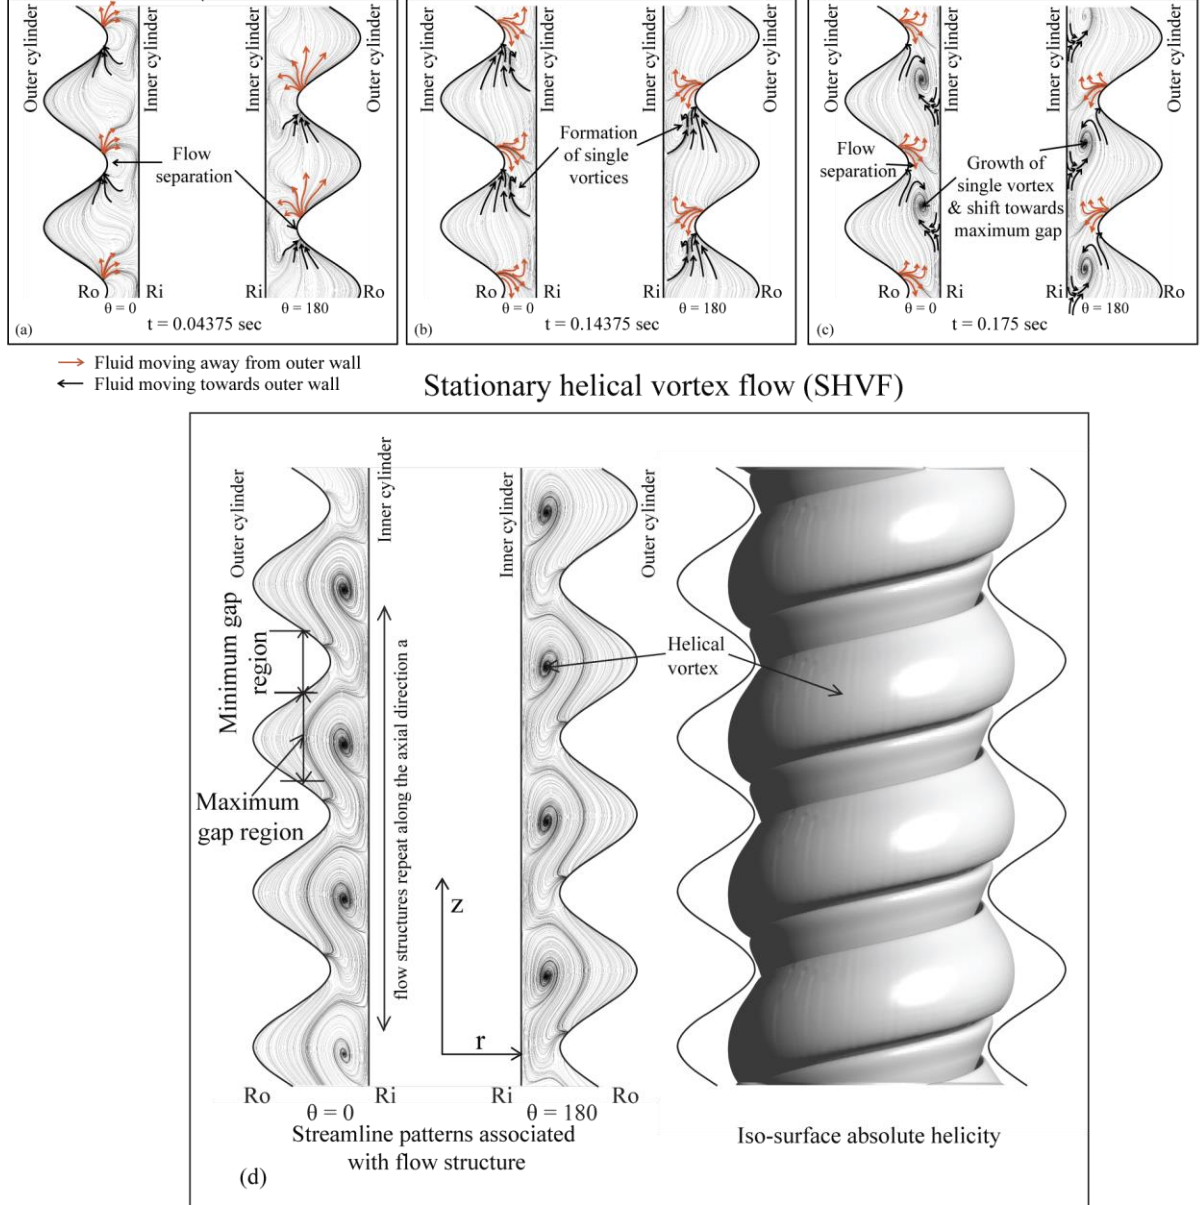 Outer cylinder
Inner cylinder
Inner cylinder
Outer cylinder
Flow
separation
Ro
θ = 0
Ri
Ri
θ = 180
Ro
(a)
t = 0.04375 sec
Inner cylinder
Outer cylinder
Inner cylinder
Outer cylinder
Formation
of single
vortices
Ro
θ = 0
Ri
Ri
θ = 180
Ro
(b)
t = 0.14375 sec
Outer cylinder
Inner cylinder
Inner cylinder
Outer cylinder
Flow
separation
Growth of
single vortex
& shift towards
maximum gap
Ro
θ = 0
Ri
Ri
θ = 180
Ro
(c)
t = 0.175 sec
Fluid moving away from outer wall
Fluid moving towards outer wall
Stationary helical vortex flow (SHVF)
Outer cylinder
Inner cylinder
Inner cylinder
Outer cylinder
Minimum gap
region
Maximum
gap region
flow structures repeat along the axial direction a
Helical
vortex
z
r
Ro
Ri
Ri
Ro
θ = 0
θ = 180
Streamline patterns associated
with flow structure
Iso-surface absolute helicity
(d)